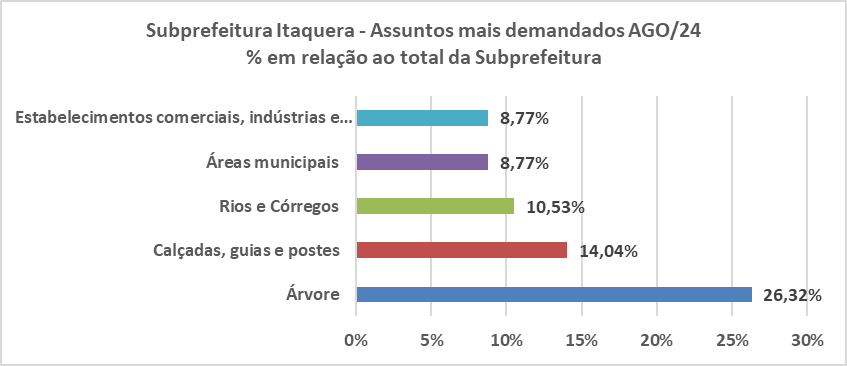 Subprefeitura Itaquera - Assuntos mais demandados AGO/24
% em relação ao total da Subprefeitura
Estabelecimentos comerciais, indústrias e... 8,77%
Áreas municipais 8,77%
Rios e Córregos 10,53%
Calçadas, guias e postes 14,04%
Árvore 26,32%
0% 5% 10% 15% 20% 25% 30%